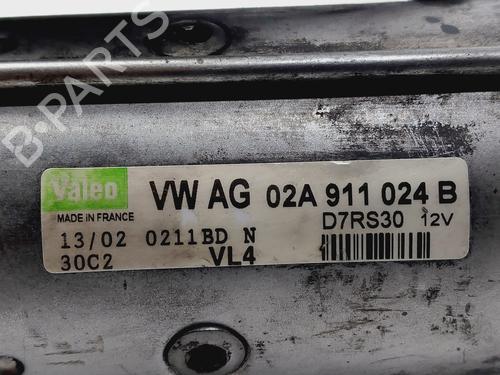 B-PARTS
Valeo
VW AG 02A 911 024 B
MADE IN FRANCE
D7RS30 12V
13/02 0211BD N
30C2 VL4